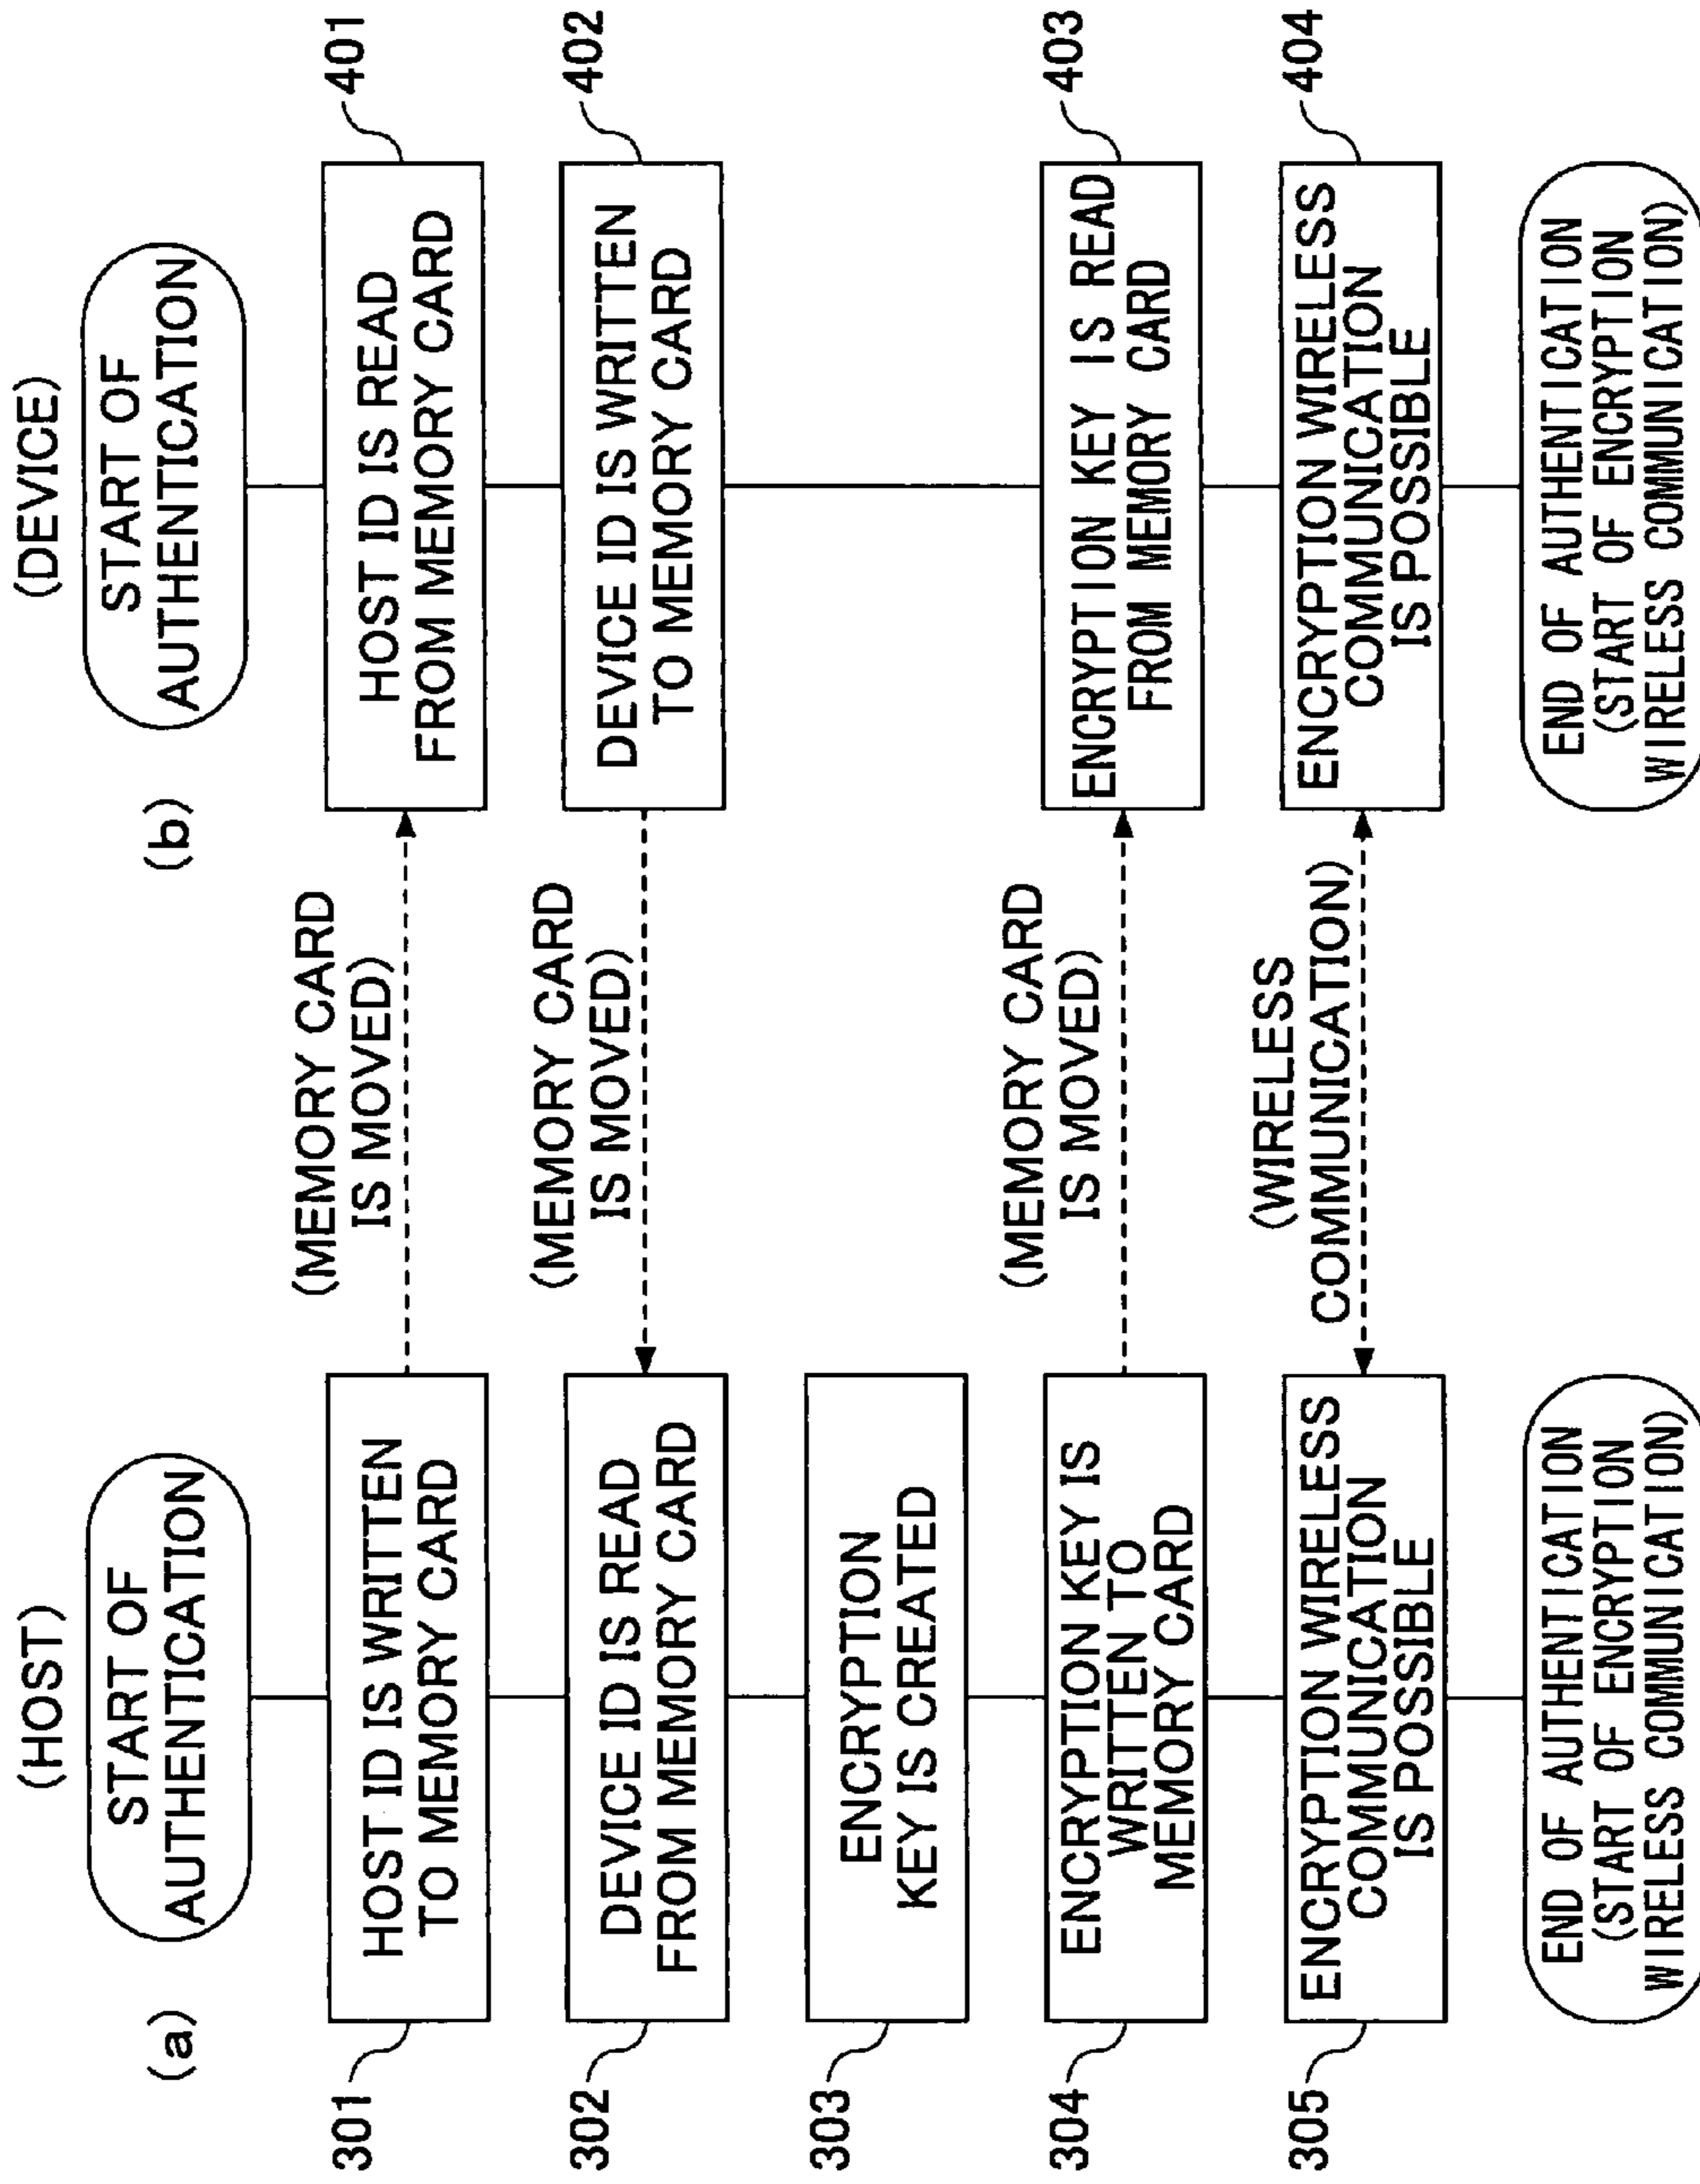 (HOST)
(a)
START OF
AUTHENTICATION
301
HOST ID IS WRITTEN
TO MEMORY CARD
302
DEVICE ID IS READ
FROM MEMORY CARD
303
ENCRYPTION
KEY IS CREATED
304
ENCRYPTION KEY IS
WRITTEN TO
MEMORY CARD
305
ENCRYPTION WIRELESS
COMMUNICATION
IS POSSIBLE
END OF AUTHENTICATION
(START OF ENCRYPTION
WIRELESS COMMUNICATION)
(MEMORY CARD
IS MOVED)
(MEMORY CARD
IS MOVED)
(MEMORY CARD
IS MOVED)
(WIRELESS
COMMUNICATION)
(DEVICE)
(b)
START OF
AUTHENTICATION
HOST ID IS READ
FROM MEMORY CARD
401
DEVICE ID IS WRITTEN
TO MEMORY CARD
402
ENCRYPTION KEY IS READ
FROM MEMORY CARD
403
ENCRYPTION WIRELESS
COMMUNICATION
IS POSSIBLE
404
END OF AUTHENTICATION
(START OF ENCRYPTION
WIRELESS COMMUNICATION)